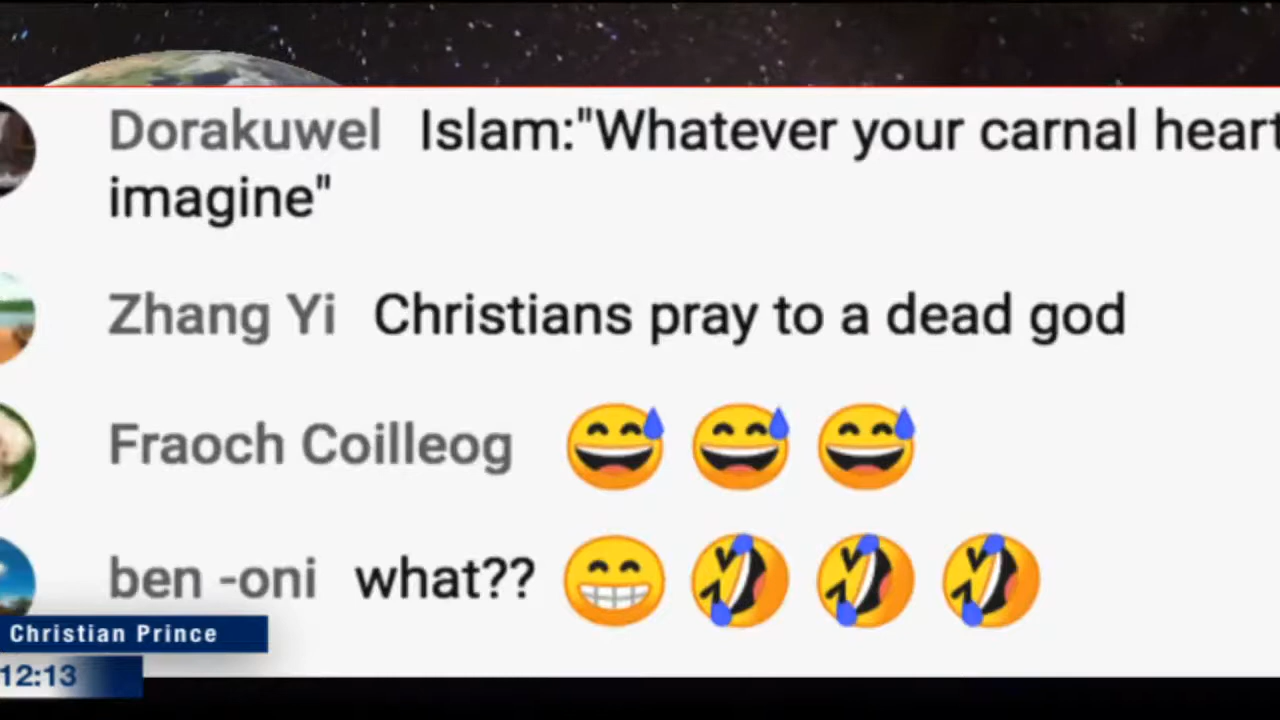 Dorakuwel Islam:"Whatever your carnal heart
imagine"
Zhang Yi Christians pray to a dead god
Fraoch Coilleog 😅 😅 😅
ben -oni what?? 😁 🤣 🤣 🤣
Christian Prince
12:13